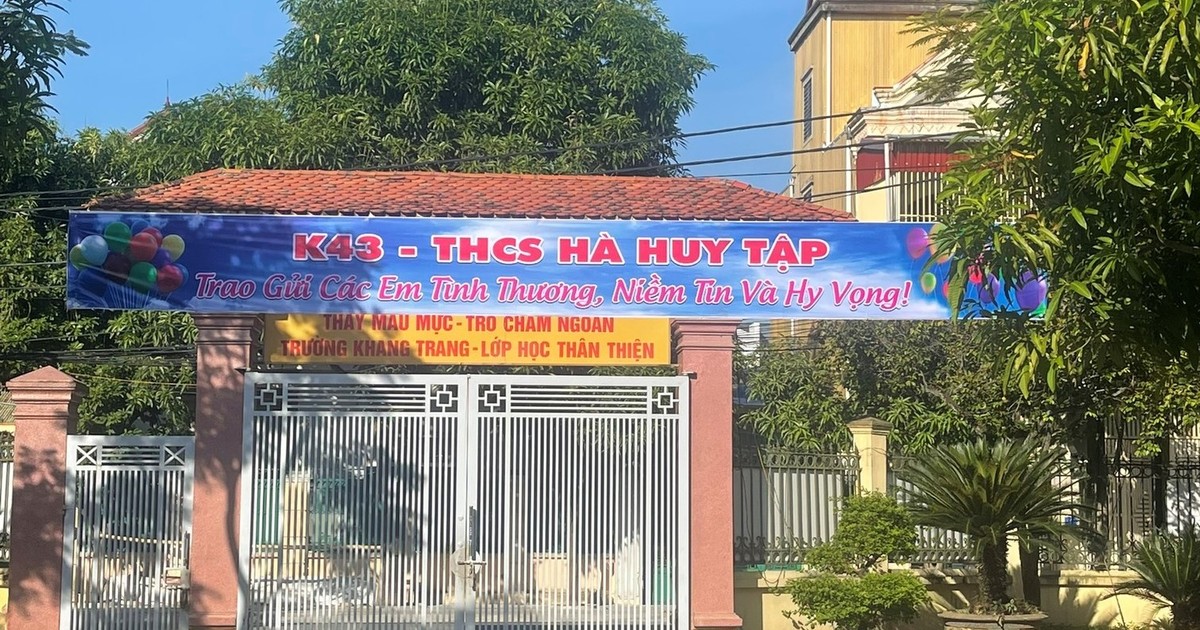 K43 - THCS HÀ HUY TẬP
Trao Gửi Các Em Tình Thương, Niềm Tin Và Hy Vọng!
THẦY MẪU MỰC - TRÒ CHĂM NGOAN
TRƯỜNG KHANG TRANG - LỚP HỌC THÂN THIỆN